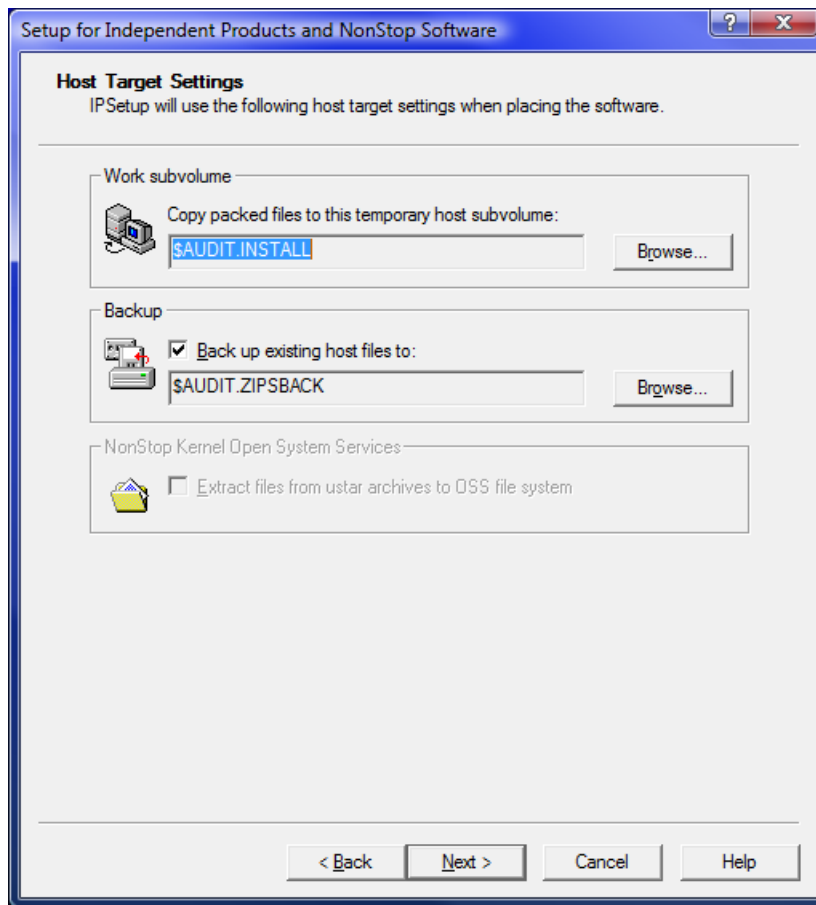 Setup for Independent Products and NonStop Software
Host Target Settings
IPSetup will use the following host target settings when placing the software.
Work subvolume
Copy packed files to this temporary host subvolume:
$AUDIT.INSTALL
Browse...
Backup
Back up existing host files to:
$AUDIT.ZIPSBACK
Browse...
NonStop Kernel Open System Services
Extract files from ustar archives to OSS file system
< Back
Next >
Cancel
Help